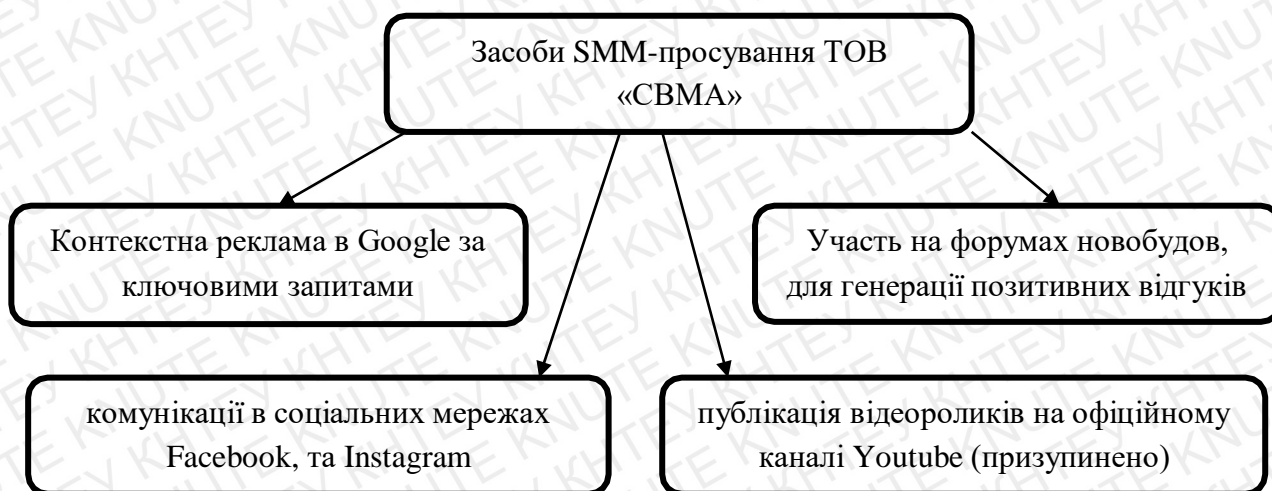 Засоби SMM-просування ТОВ
«СВМА»
Контекстна реклама в Google за
ключовими запитами
Участь на форумах новобудов,
для генерації позитивних відгуків
комунікації в соціальних мережах
Facebook, та Instagram
публікація відеороликів на офіційному
каналі Youtube (призупинено)